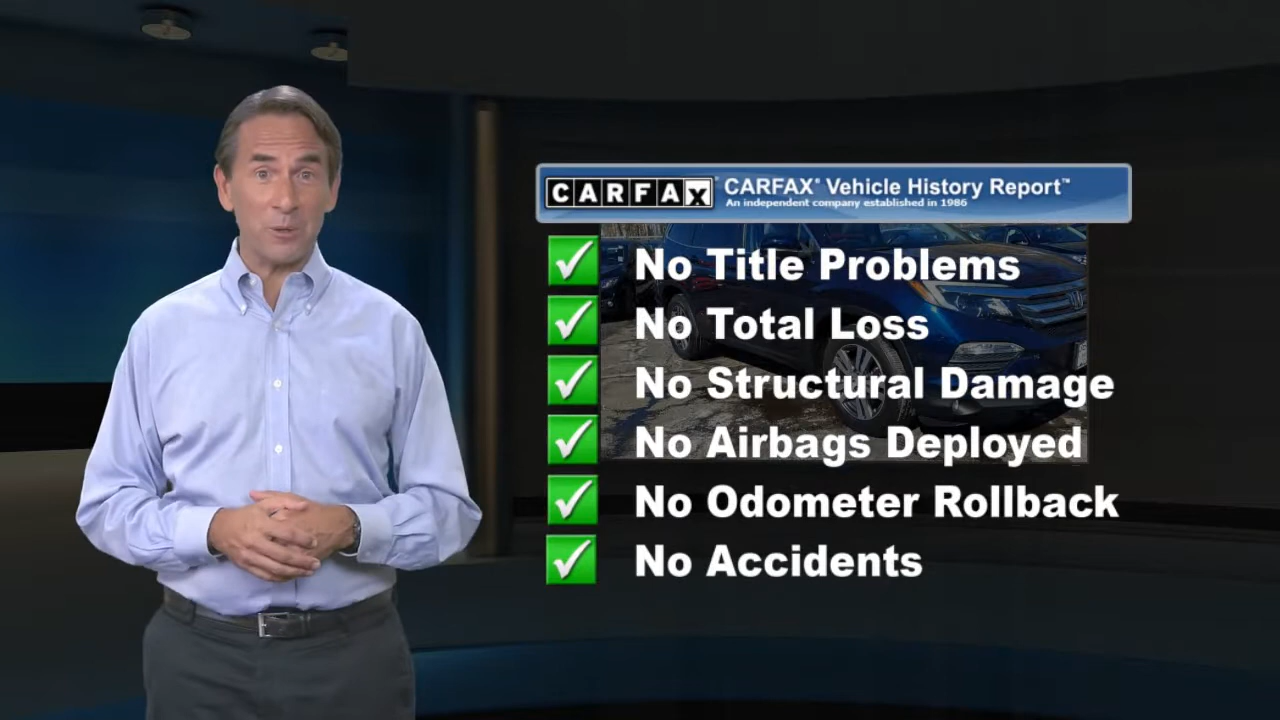 CARFAX® CARFAX® Vehicle History Report™
An independent company established in 1986
No Title Problems
No Total Loss
No Structural Damage
No Airbags Deployed
No Odometer Rollback
No Accidents